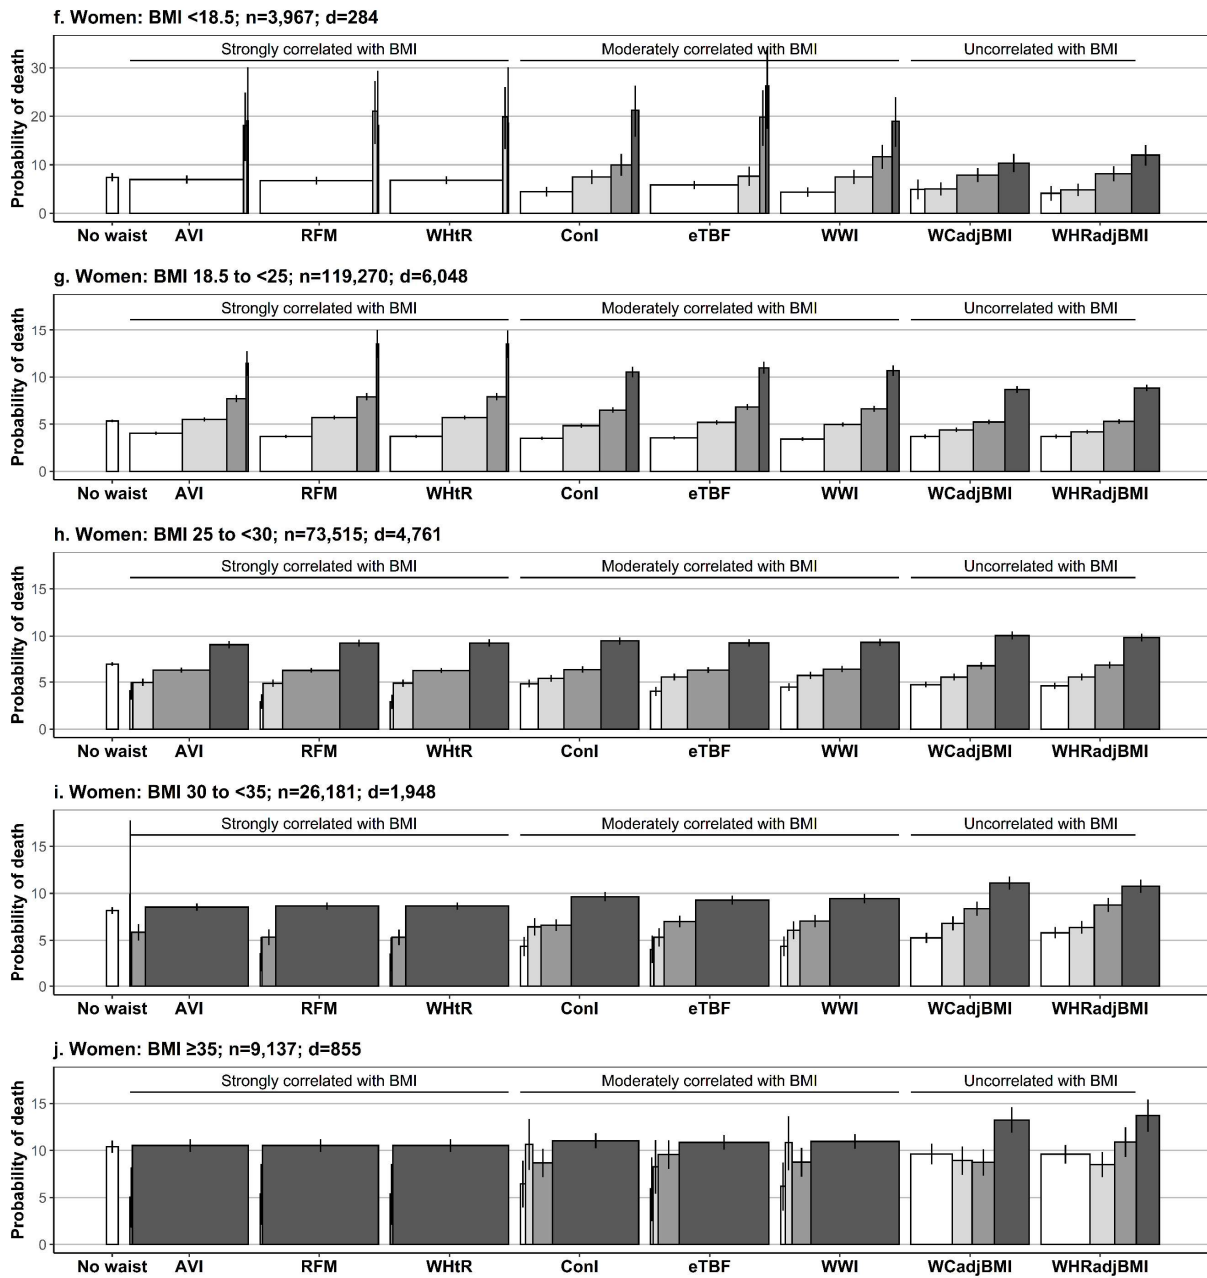 f. Women: BMI <18.5; n=3,967; d=284
Strongly correlated with BMI
Moderately correlated with BMI
Uncorrelated with BMI
Probability of death
30
20
10
0
No waist
AVI
RFM
WHtR
ConI
eTBF
WWI
WCadjBMI
WHRadjBMI
g. Women: BMI 18.5 to <25; n=119,270; d=6,048
Strongly correlated with BMI
Moderately correlated with BMI
Uncorrelated with BMI
Probability of death
15
10
5
0
No waist
AVI
RFM
WHtR
ConI
eTBF
WWI
WCadjBMI
WHRadjBMI
h. Women: BMI 25 to <30; n=73,515; d=4,761
Strongly correlated with BMI
Moderately correlated with BMI
Uncorrelated with BMI
Probability of death
15
10
5
0
No waist
AVI
RFM
WHtR
ConI
eTBF
WWI
WCadjBMI
WHRadjBMI
i. Women: BMI 30 to <35; n=26,181; d=1,948
Strongly correlated with BMI
Moderately correlated with BMI
Uncorrelated with BMI
Probability of death
15
10
5
0
No waist
AVI
RFM
WHtR
ConI
eTBF
WWI
WCadjBMI
WHRadjBMI
j. Women: BMI ≥35; n=9,137; d=855
Strongly correlated with BMI
Moderately correlated with BMI
Uncorrelated with BMI
Probability of death
15
10
5
0
No waist
AVI
RFM
WHtR
ConI
eTBF
WWI
WCadjBMI
WHRadjBMI